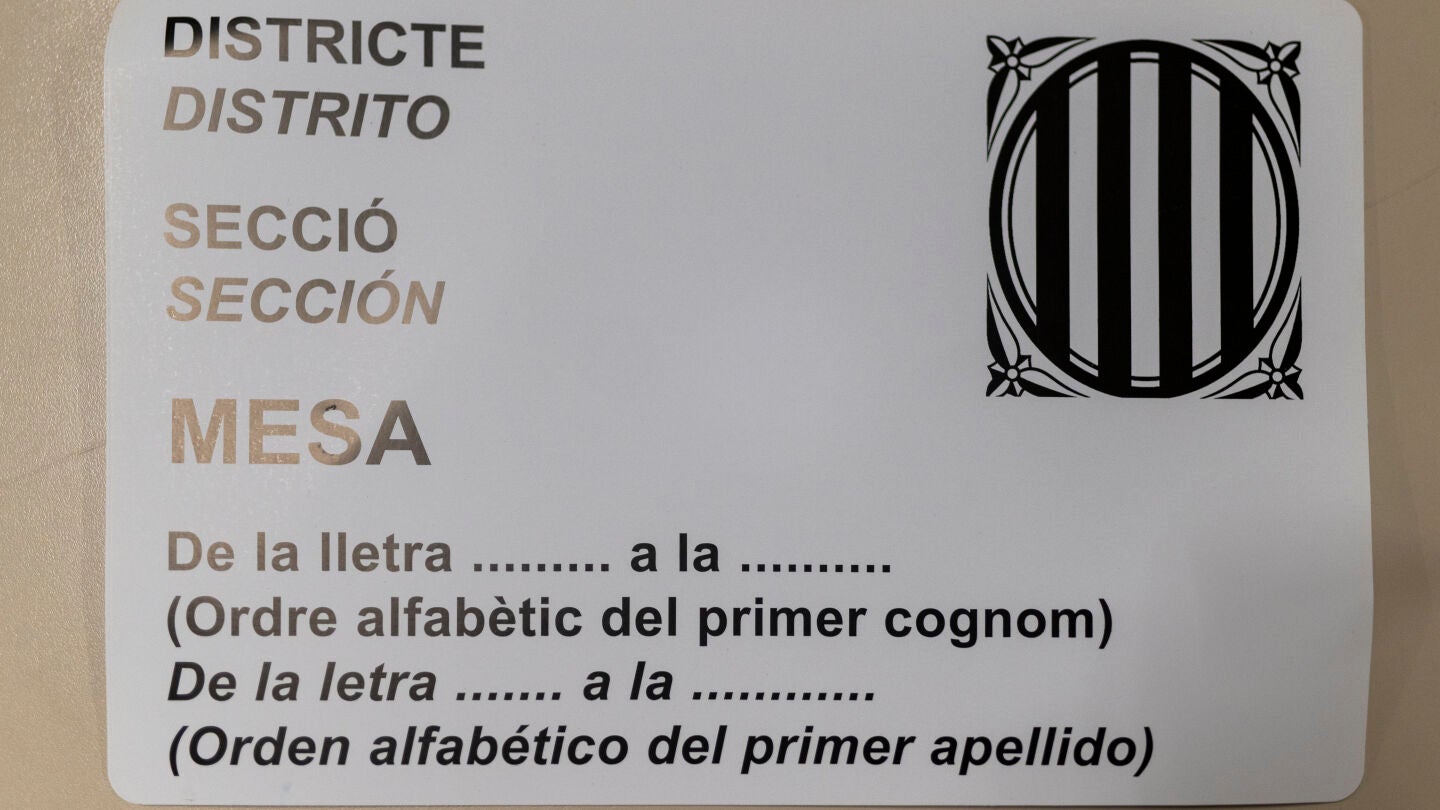 DISTRICTE
DISTRITO
SECCIÓ
SECCIÓN
MESA
De la lletra ......... a la ..........
(Ordre alfabètic del primer cognom)
De la letra ....... a la ............
(Orden alfabético del primer apellido)